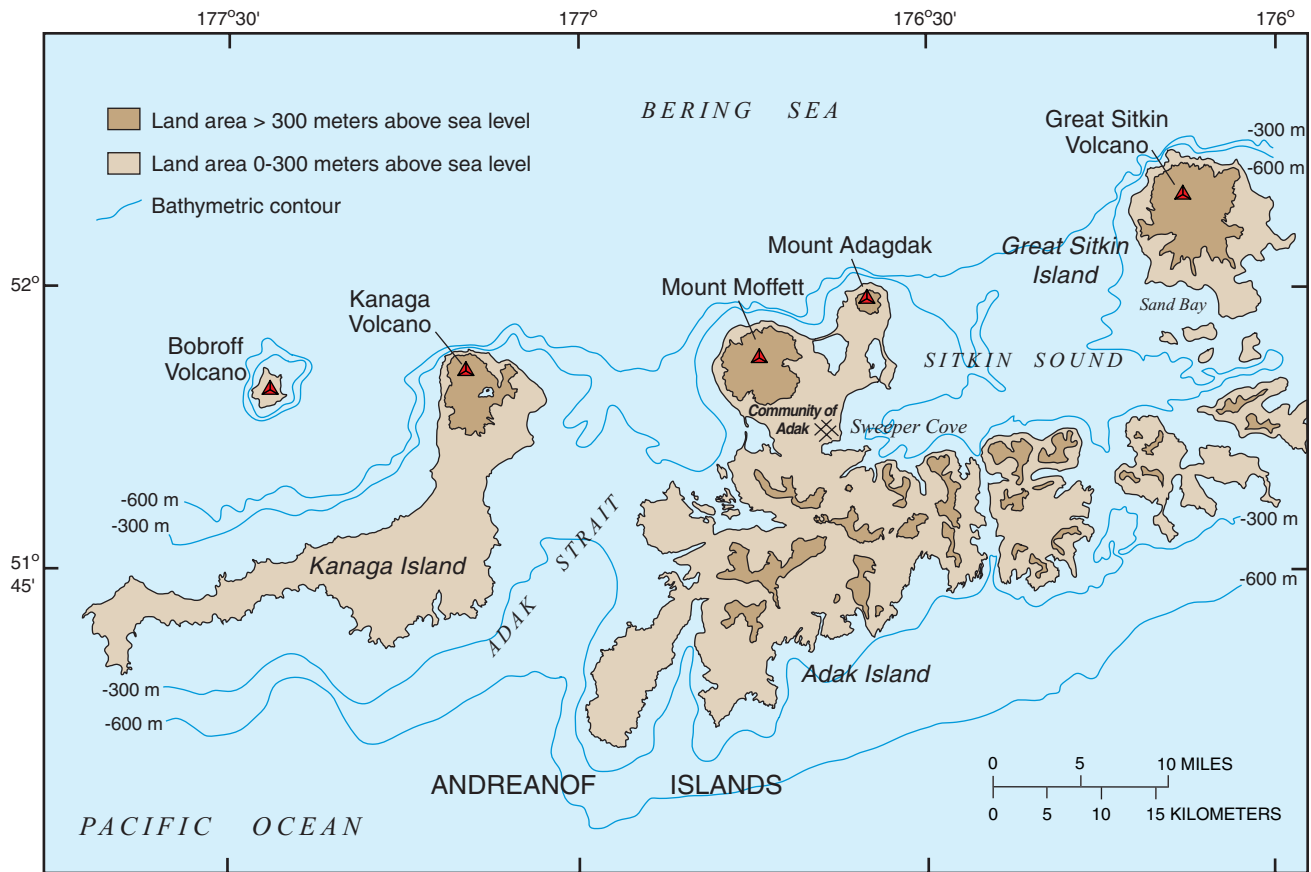 177°30'
177°
176°30'
176°
BERING SEA
Land area > 300 meters above sea level
Land area 0-300 meters above sea level
Bathymetric contour
Great Sitkin
Volcano
-300 m
-600 m
Mount Adagdak
Great Sitkin
Island
52°
Mount Moffett
Kanaga
Volcano
Sand Bay
Bobroff
Volcano
SITKIN SOUND
Community of
Adak
Sweeper Cove
-600 m
-300 m
ADAK STRAIT
-300 m
51°
45'
Kanaga Island
-600 m
Adak Island
-300 m
-600 m
ANDREANOF ISLANDS
0 5 10 MILES
0 5 10 15 KILOMETERS
PACIFIC OCEAN